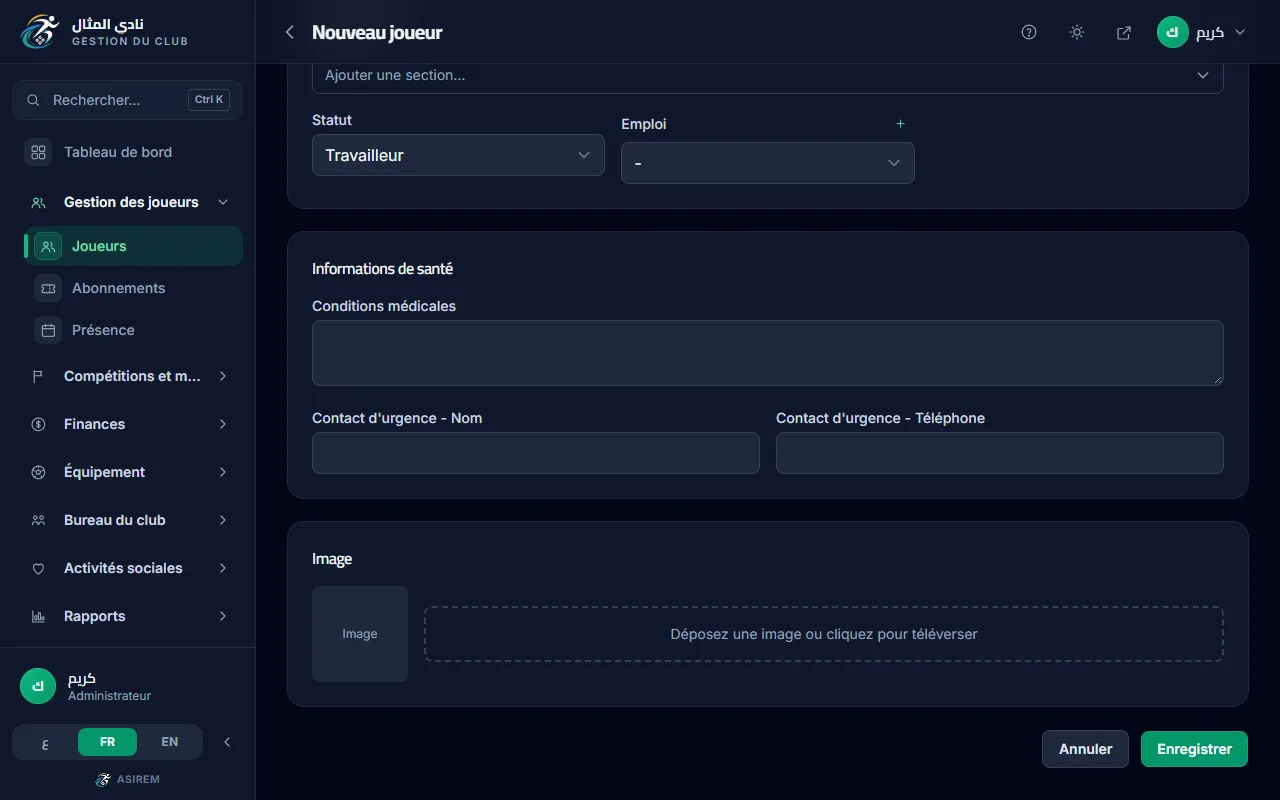 نادي المثال
GESTION DU CLUB
Rechercher...
Ctrl K
Tableau de bord
Gestion des joueurs
Joueurs
Abonnements
Présence
Compétitions et m...
Finances
Équipement
Bureau du club
Activités sociales
Rapports
ك
كريم
Administrateur
ع
FR
EN
ASIREM
Nouveau joueur
ك
كريم
Ajouter une section...
Statut
Emploi
+
Travailleur
-
Informations de santé
Conditions médicales
Contact d'urgence - Nom
Contact d'urgence - Téléphone
Image
Image
Déposez une image ou cliquez pour téléverser
Annuler
Enregistrer